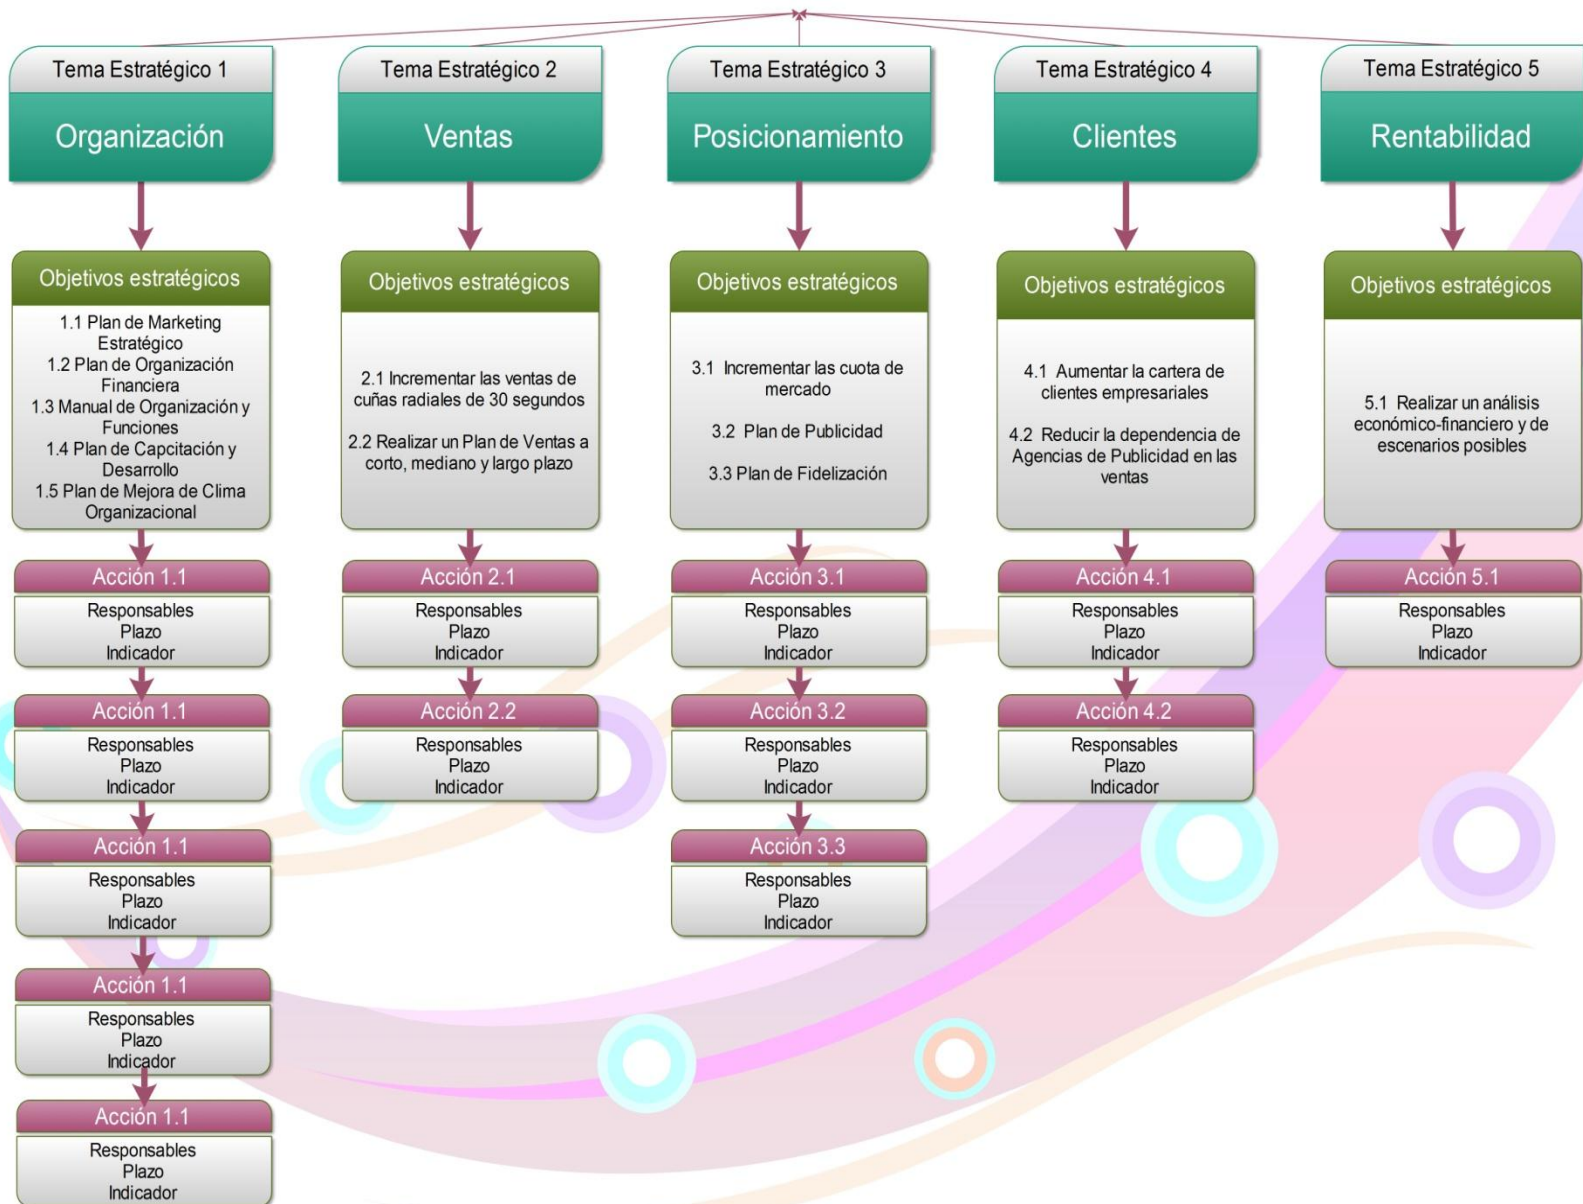 Tema Estratégico 1
Organización
Objetivos estratégicos
1.1 Plan de Marketing
Estratégico
1.2 Plan de Organización
Financiera
1.3 Manual de Organización y
Funciones
1.4 Plan de Capcitación y
Desarrollo
1.5 Plan de Mejora de Clima
Organizacional
Acción 1.1
Responsables
Plazo
Indicador
Acción 1.1
Responsables
Plazo
Indicador
Acción 1.1
Responsables
Plazo
Indicador
Acción 1.1
Responsables
Plazo
Indicador
Acción 1.1
Responsables
Plazo
Indicador
Tema Estratégico 2
Ventas
Objetivos estratégicos
2.1 Incrementar las ventas de
cuñas radiales de 30 segundos
2.2 Realizar un Plan de Ventas a
corto, mediano y largo plazo
Acción 2.1
Responsables
Plazo
Indicador
Acción 2.2
Responsables
Plazo
Indicador
Tema Estratégico 3
Posicionamiento
Objetivos estratégicos
3.1 Incrementar las cuota de
mercado
3.2 Plan de Publicidad
3.3 Plan de Fidelización
Acción 3.1
Responsables
Plazo
Indicador
Acción 3.2
Responsables
Plazo
Indicador
Acción 3.3
Responsables
Plazo
Indicador
Tema Estratégico 4
Clientes
Objetivos estratégicos
4.1 Aumentar la cartera de
clientes empresariales
4.2 Reducir la dependencia de
Agencias de Publicidad en las
ventas
Acción 4.1
Responsables
Plazo
Indicador
Acción 4.2
Responsables
Plazo
Indicador
Tema Estratégico 5
Rentabilidad
Objetivos estratégicos
5.1 Realizar un análisis
económico-financiero y de
escenarios posibles
Acción 5.1
Responsables
Plazo
Indicador